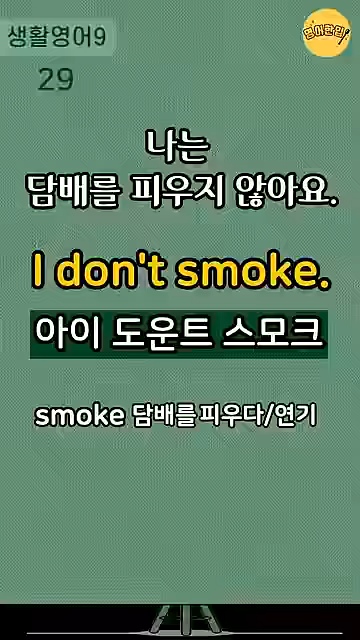 생활영어9
29
나는
담배를 피우지 않아요.
I don't smoke.
아이 도운트 스모크
smoke 담배를피우다/연기